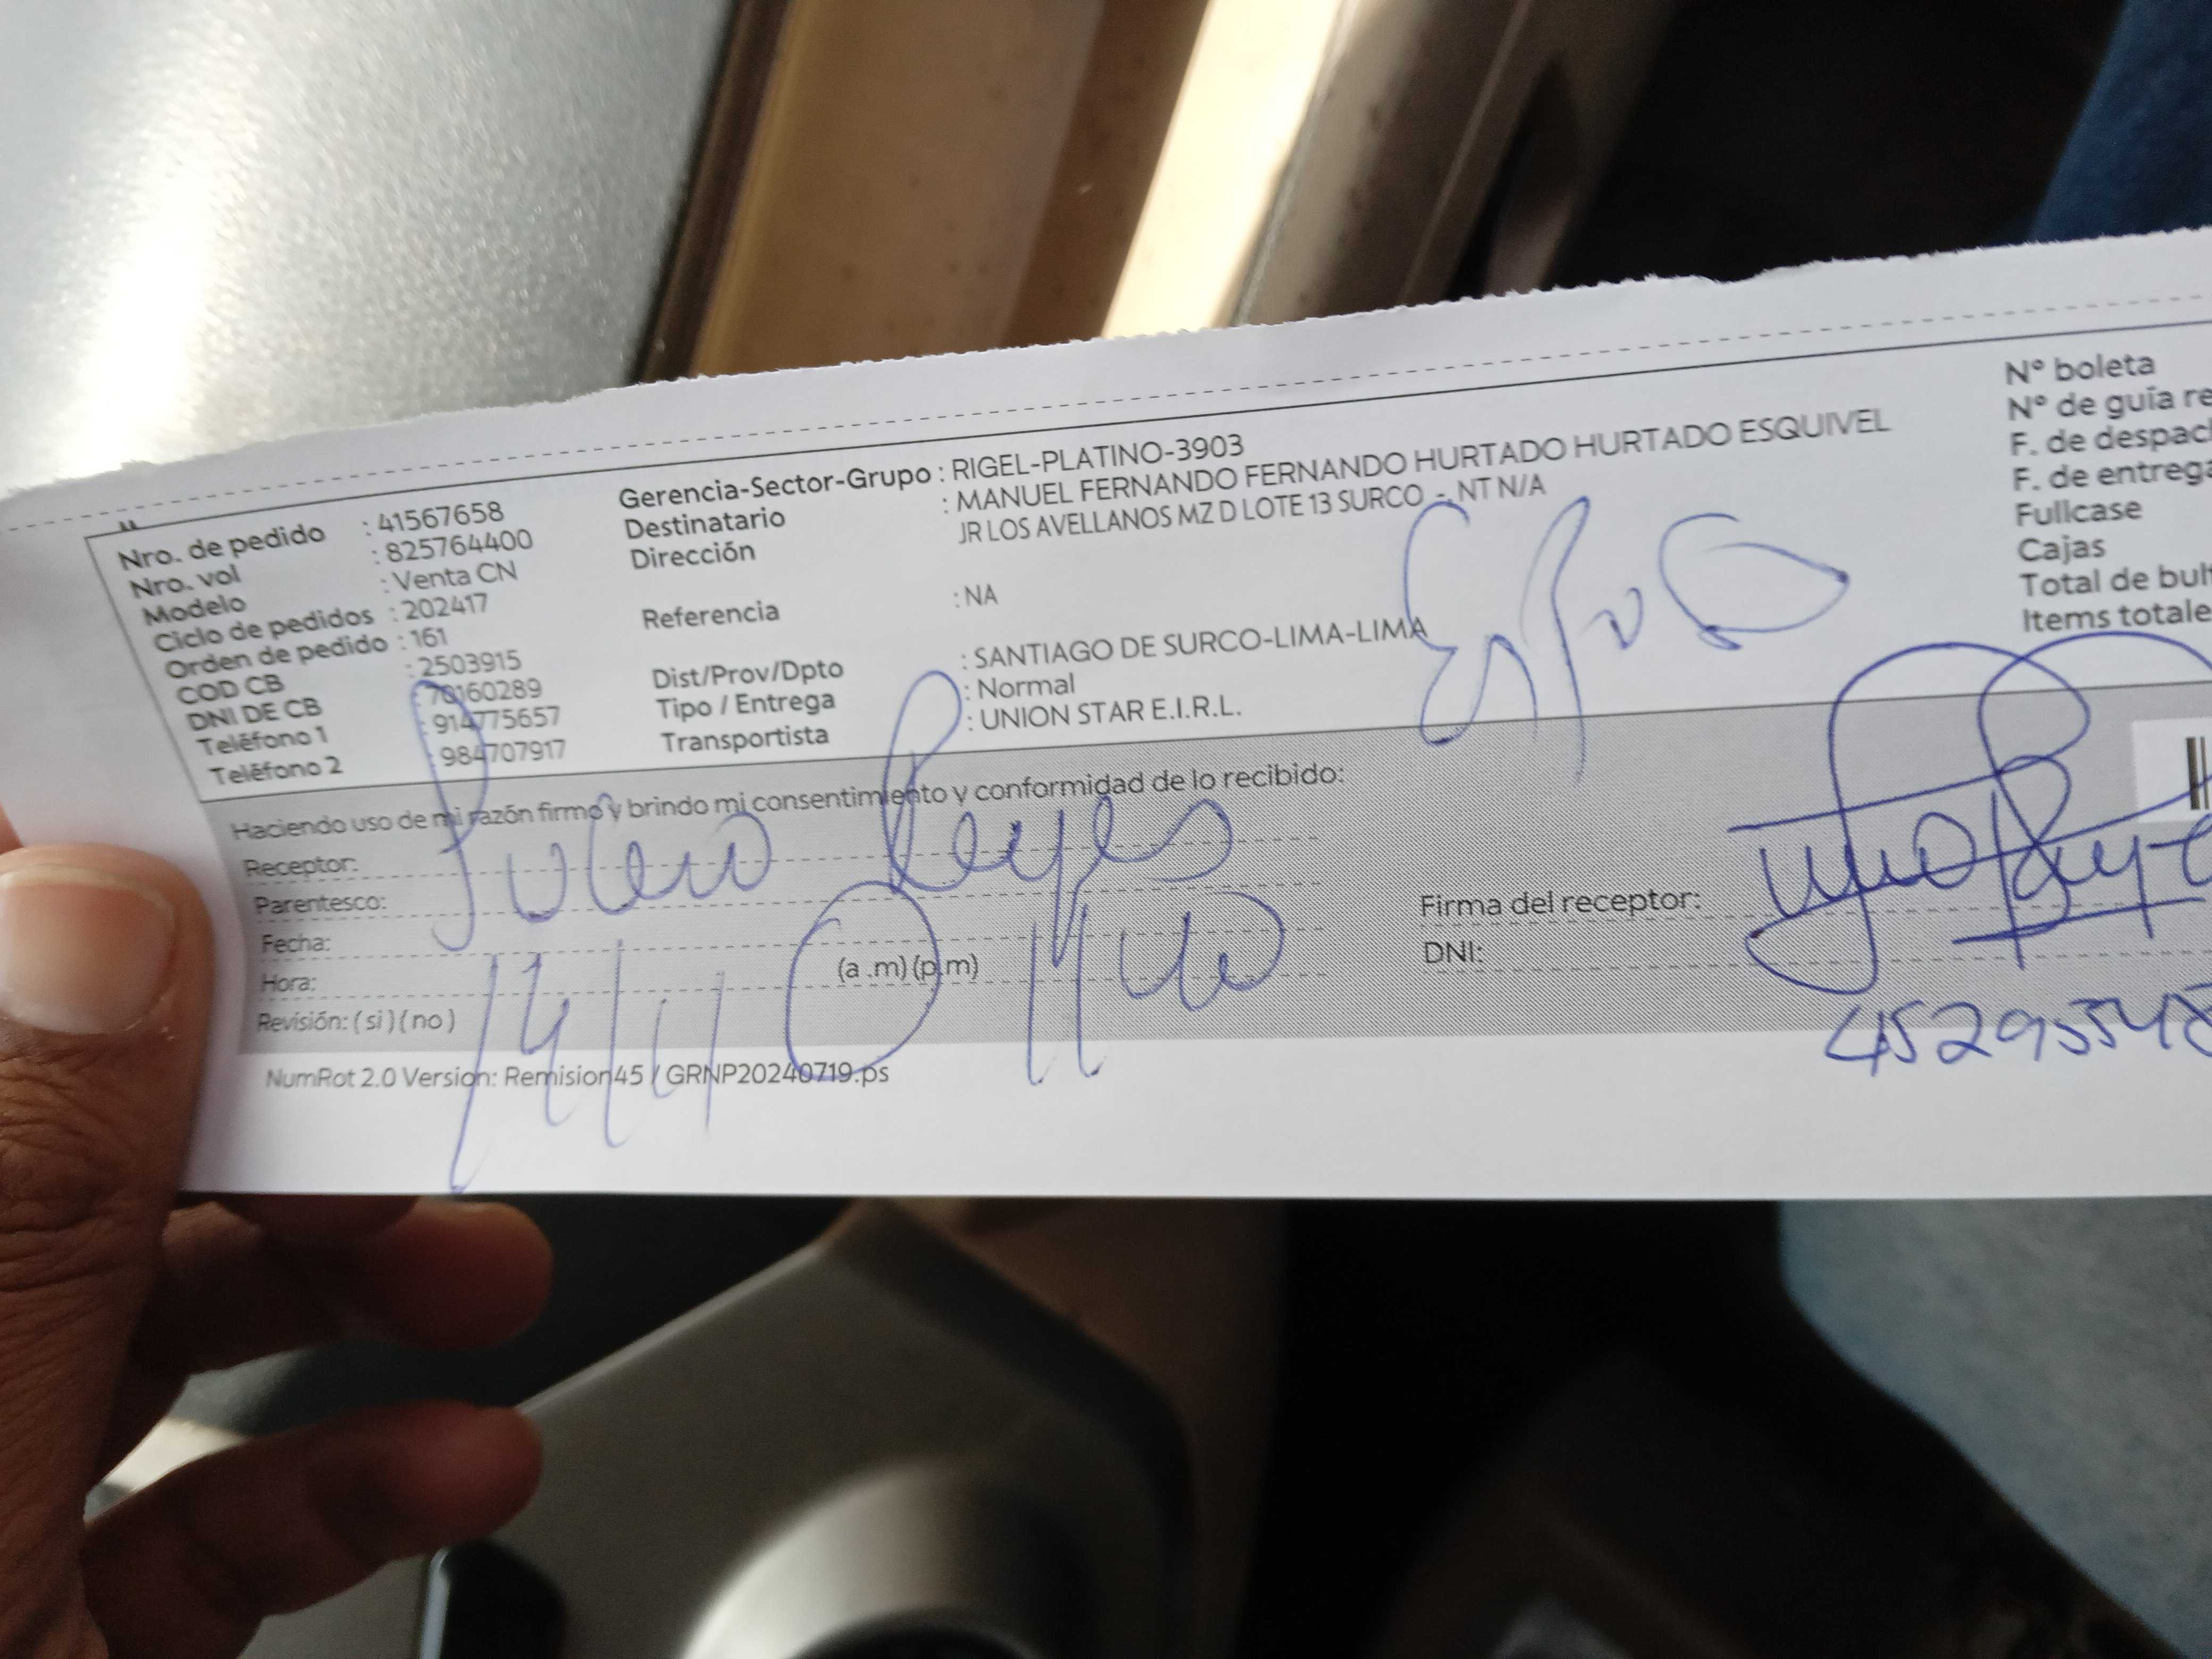 Nro. de pedido : 41567658
Nro. vol : 825764400
Modelo : Venta CN
Ciclo de pedidos : 202417
Orden de pedido : 161
COD CB : 2503915
DNI DE CB : 70160289
Teléfono 1 : 914775657
Teléfono 2 : 984707917
Gerencia-Sector-Grupo : RIGEL-PLATINO-3903
Destinatario : MANUEL FERNANDO FERNANDO HURTADO HURTADO ESQUIVEL
Dirección JR LOS AVELLANOS MZ D LOTE 13 SURCO -, NT N/A
Referencia : NA
Dist/Prov/Dpto : SANTIAGO DE SURCO-LIMA-LIMA
Tipo / Entrega : Normal
Transportista : UNION STAR E.I.R.L.
Nº boleta
Nº de guía re
F. de despac
F. de entrega
Fullcase
Cajas
Total de bult
Items totale
Esposo
Haciendo uso de mi razón firmo y brindo mi consentimiento y conformidad de lo recibido:
Receptor: Reyes
Parentesco:
Fecha:
Hora: (a .m) (p.m)
Revisión: ( si ) ( no )
14/11
Firma del receptor:
DNI:
45295548
NumRot 2.0 Version: Remision45 / GRNP20240719.ps